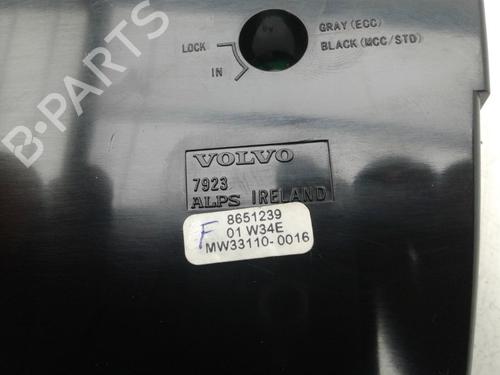 GRAY (ECC)
LOCK
BLACK (MCC/STD)
IN
VOLVO
7923
ALPS IRELAND
F
8651239
01 W34E
MW33110-0016
B-PARTS